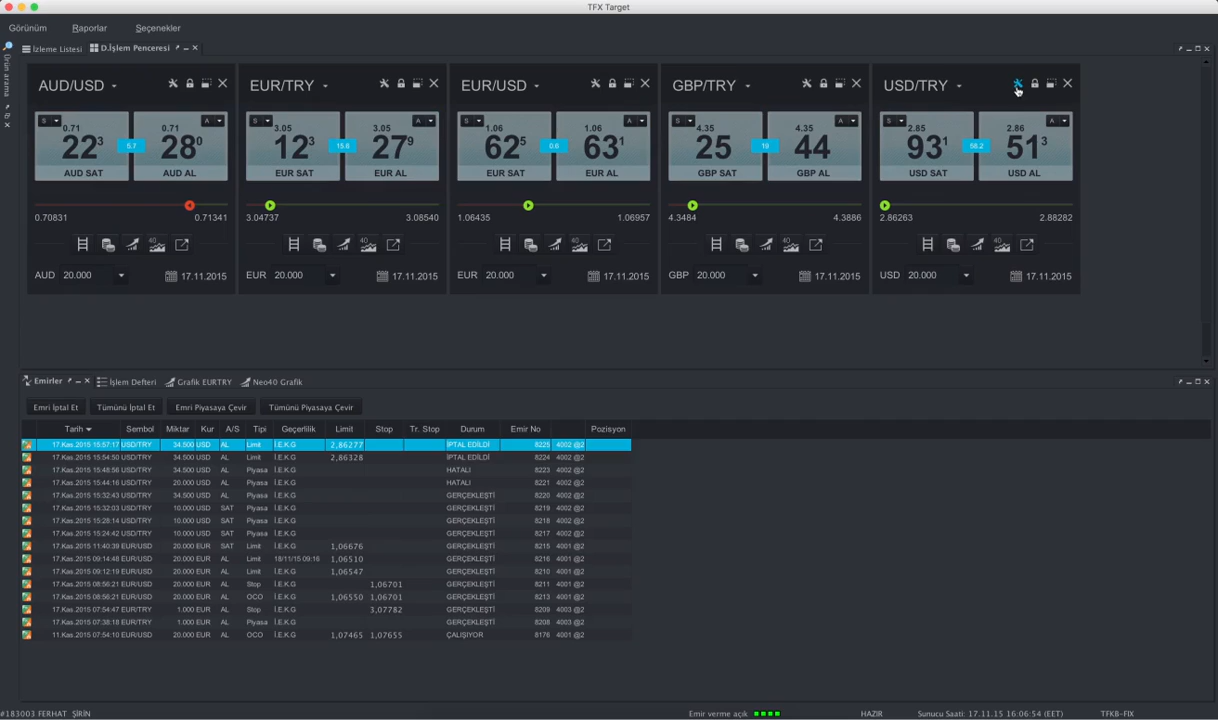 TFX Target
Görünüm Raporlar Seçenekler
İzleme Listesi D.İşlem Penceresi
Ürün arama
AUD/USD EUR/TRY EUR/USD GBP/TRY USD/TRY
S A S A S A S A S A
0.71 0.71 3.05 3.05 1.06 1.06 4.35 4.35 2.85 2.86
22³ 5.7 28⁰ 12³ 15.6 27⁹ 62⁵ 0.6 63¹ 25 19 44 93¹ 58.2 51³
AUD SAT AUD AL EUR SAT EUR AL EUR SAT EUR AL GBP SAT GBP AL USD SAT USD AL
0.70831 0.71341 3.04737 3.08540 1.06435 1.06957 4.3484 4.3886 2.86263 2.88282
40 40 40 40 40
AUD 20.000 17.11.2015 EUR 20.000 17.11.2015 EUR 20.000 17.11.2015 GBP 20.000 17.11.2015 USD 20.000 17.11.2015
Emirler İşlem Defteri Grafik EURTRY Neo40 Grafik
Emri İptal Et Tümünü İptal Et Emri Piyasaya Çevir Tümünü Piyasaya Çevir
Tarih Sembol Miktar Kur A/S Tipi Geçerlilik Limit Stop Tr. Stop Durum Emir No Pozisyon
17.Kas.2015 15:57:17 USD/TRY 34.500 USD AL Limit İ.E.K.G 2,86277 İPTAL EDİLDİ 8225 4002 @2
17.Kas.2015 15:54:50 USD/TRY 34.500 USD AL Limit İ.E.K.G 2,86328 İPTAL EDİLDİ 8224 4002 @2
17.Kas.2015 15:48:56 USD/TRY 34.500 USD AL Piyasa İ.E.K.G HATALI 8223 4002 @2
17.Kas.2015 15:44:16 USD/TRY 20.000 USD AL Piyasa İ.E.K.G HATALI 8221 4002 @2
17.Kas.2015 15:32:43 USD/TRY 34.500 USD AL Piyasa İ.E.K.G GERÇEKLEŞTİ 8220 4002 @2
17.Kas.2015 15:32:03 USD/TRY 10.000 USD SAT Piyasa İ.E.K.G GERÇEKLEŞTİ 8219 4002 @2
17.Kas.2015 15:28:14 USD/TRY 10.000 USD SAT Piyasa İ.E.K.G GERÇEKLEŞTİ 8218 4002 @2
17.Kas.2015 15:24:42 USD/TRY 10.000 USD SAT Piyasa İ.E.K.G GERÇEKLEŞTİ 8217 4002 @2
17.Kas.2015 11:40:39 EUR/USD 20.000 EUR SAT Limit İ.E.K.G 1,06676 GERÇEKLEŞTİ 8215 4001 @2
17.Kas.2015 09:14:48 EUR/USD 20.000 EUR AL Limit 18/11/15 09:16 1,06510 GERÇEKLEŞTİ 8216 4001 @2
17.Kas.2015 09:12:19 EUR/USD 20.000 EUR AL Limit İ.E.K.G 1,06547 GERÇEKLEŞTİ 8210 4001 @2
17.Kas.2015 08:56:21 EUR/USD 20.000 EUR AL Stop İ.E.K.G 1,06701 GERÇEKLEŞTİ 8211 4001 @2
17.Kas.2015 08:56:21 EUR/USD 20.000 EUR AL OCO İ.E.K.G 1,06550 1,06701 GERÇEKLEŞTİ 8213 4001 @2
17.Kas.2015 07:54:47 EUR/TRY 1.000 EUR AL Stop İ.E.K.G 3,07782 GERÇEKLEŞTİ 8209 4003 @2
17.Kas.2015 07:38:18 EUR/TRY 1.000 EUR AL Piyasa İ.E.K.G GERÇEKLEŞTİ 8208 4003 @2
11.Kas.2015 07:54:10 EUR/USD 20.000 EUR AL OCO İ.E.K.G 1,07465 1,07655 ÇALIŞIYOR 8176 4001 @2
#183003 FERHAT ŞİRİN Emir verme açık HAZIR Sunucu Saati: 17.11.15 16:06:54 (EET) TFKB-FIX